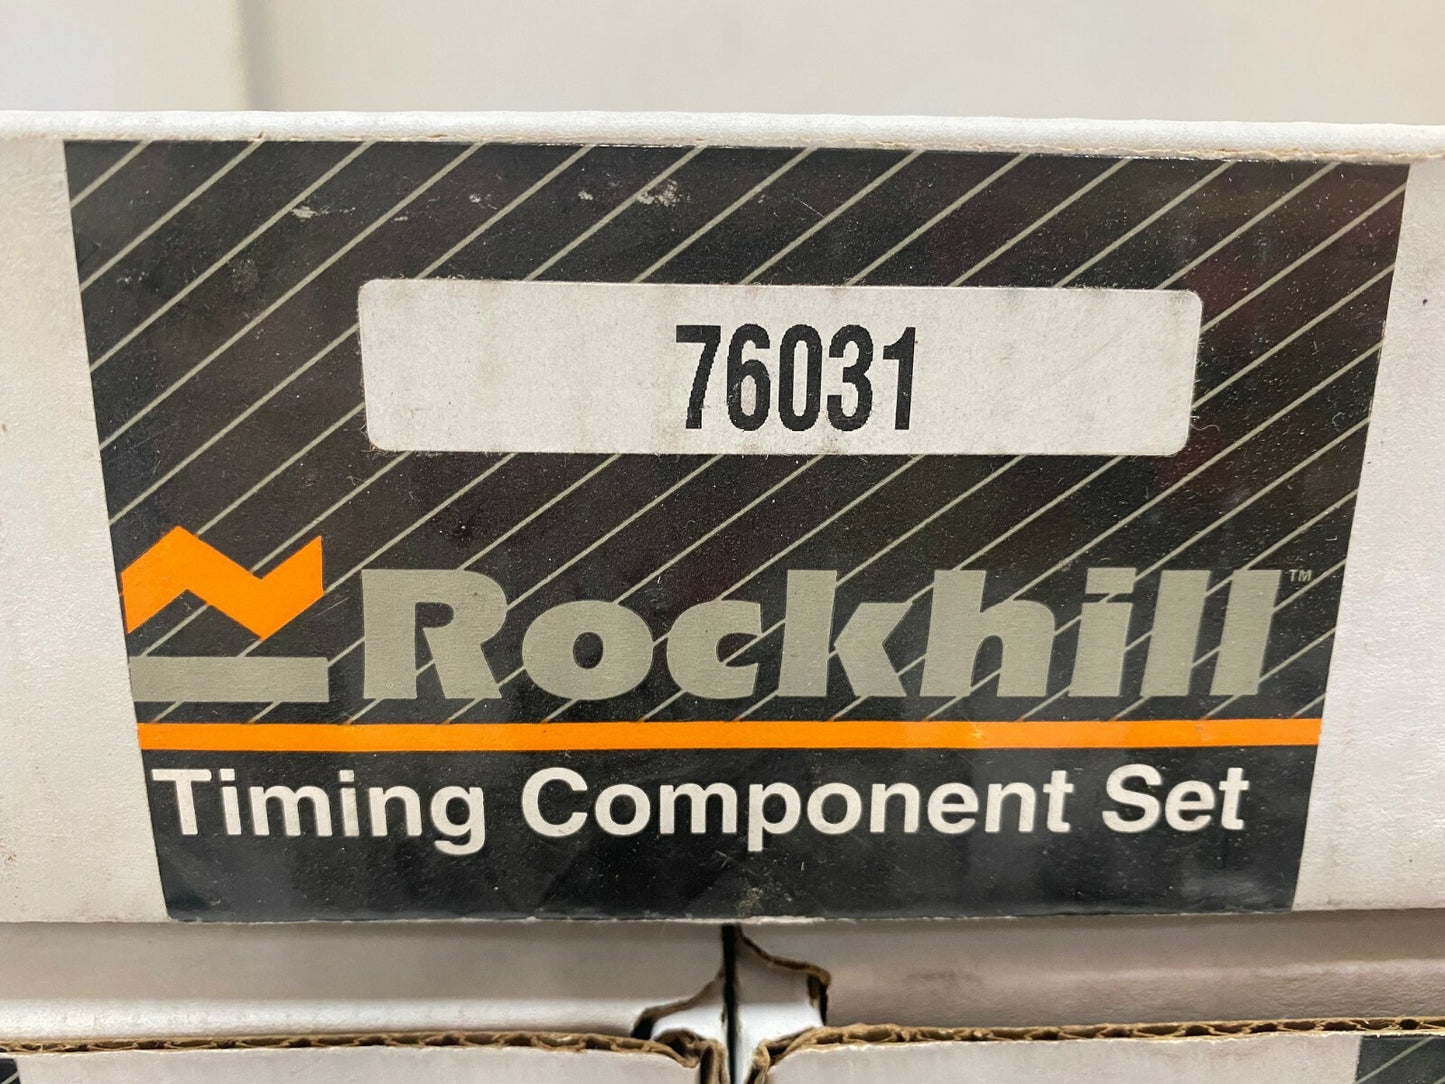 76031
Rockhill™
Timing Component Set